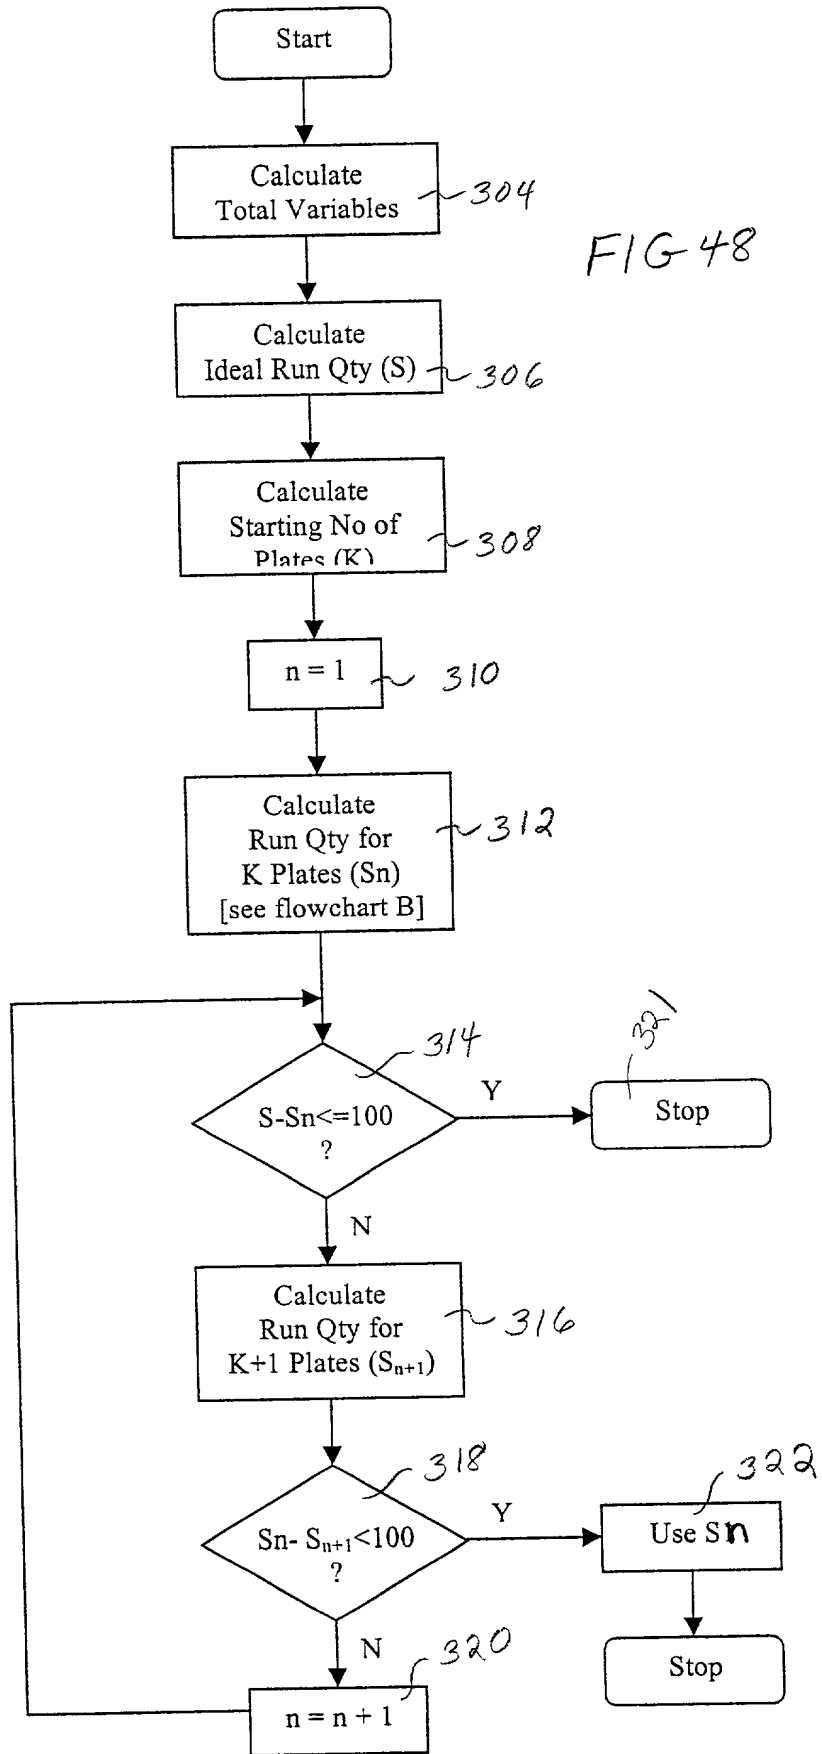 Start
Calculate
Total Variables
304
FIG 48
Calculate
Ideal Run Qty (S)
306
Calculate
Starting No of
Plates (K)
308
n = 1
310
Calculate
Run Qty for
K Plates (Sn)
[see flowchart B]
312
314
S-Sn<=100
?
Y
321
Stop
N
Calculate
Run Qty for
K+1 Plates (Sn+1)
316
318
Sn- Sn+1<100
?
Y
322
Use Sn
Stop
N
320
n = n + 1